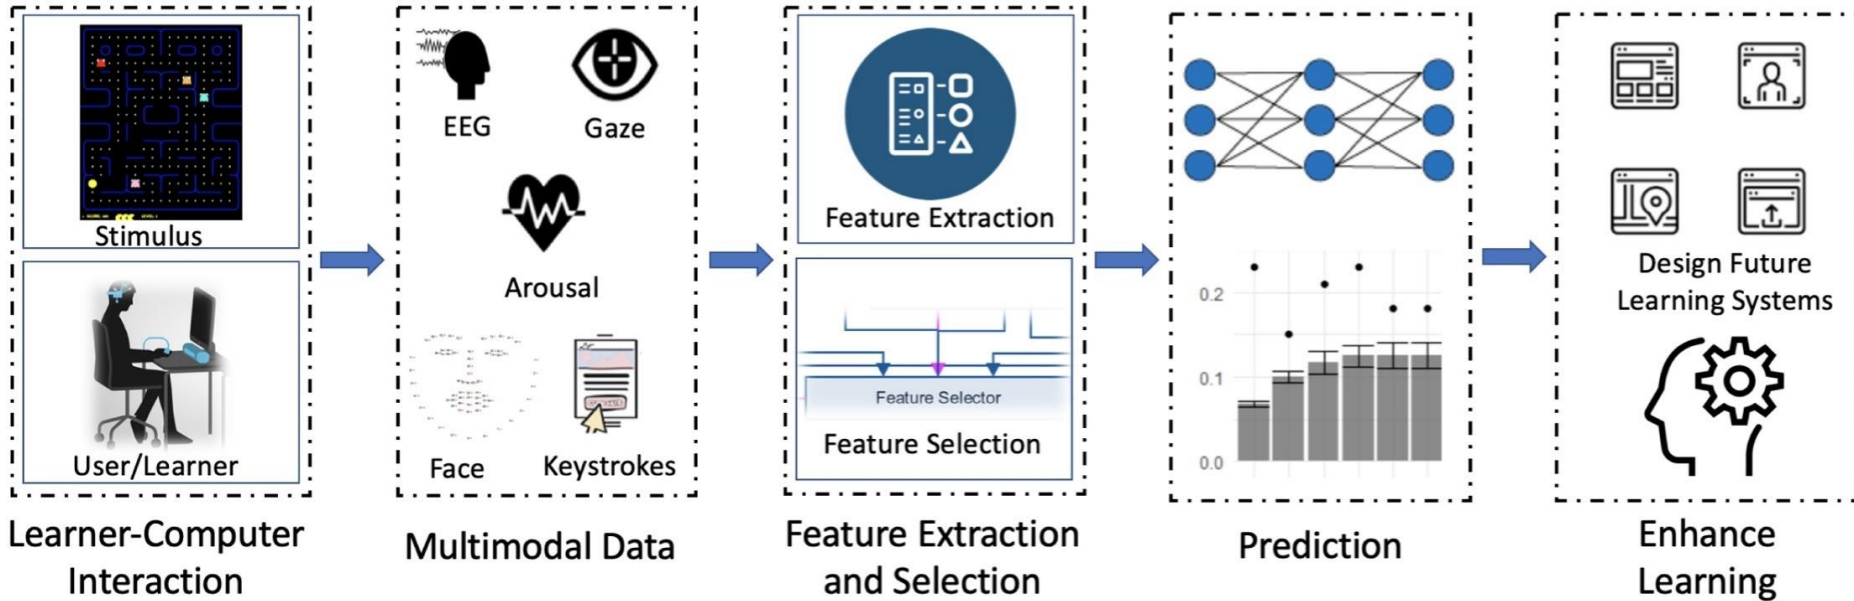 Stimulus
User/Learner
Learner-Computer
Interaction
EEG
Gaze
Arousal
Face
Keystrokes
Multimodal Data
Feature Extraction
Feature Selector
Feature Selection
Feature Extraction
and Selection
0.2
0.1
0.0
Prediction
Design Future
Learning Systems
Enhance
Learning